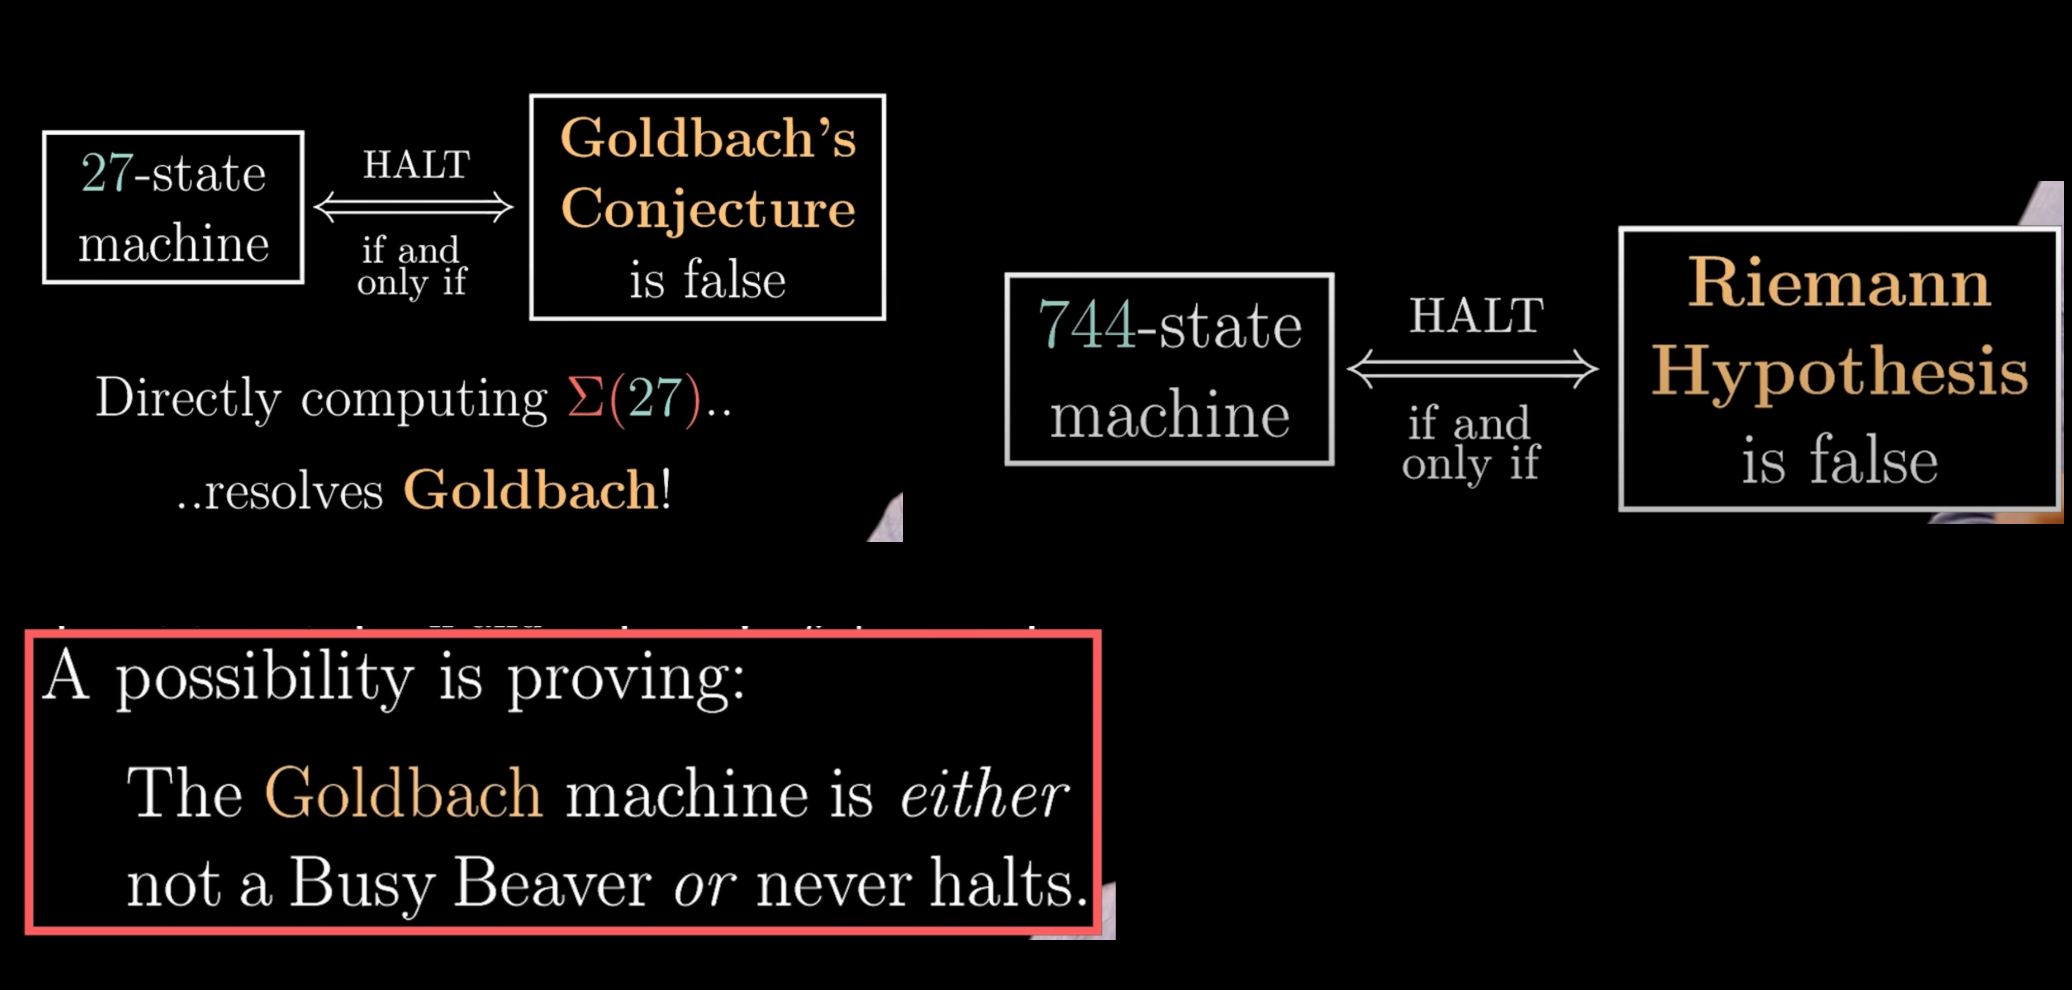 27-state
machine
HALT
if and
only if
Goldbach's
Conjecture
is false
Directly computing Σ(27)..
..resolves Goldbach!
744-state
machine
HALT
if and
only if
Riemann
Hypothesis
is false
A possibility is proving:
The Goldbach machine is either
not a Busy Beaver or never halts.